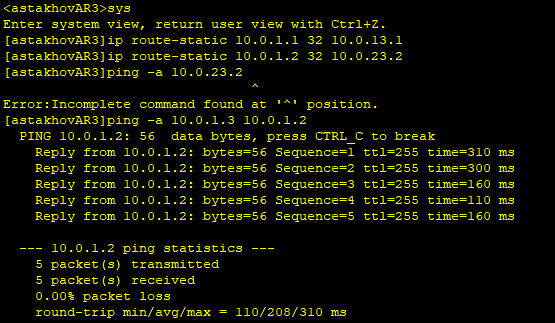 <astakhovAR3>sys
Enter system view, return user view with Ctrl+Z.
[astakhovAR3]ip route-static 10.0.1.1 32 10.0.13.1
[astakhovAR3]ip route-static 10.0.1.2 32 10.0.23.2
[astakhovAR3]ping -a 10.0.23.2
^
Error:Incomplete command found at '^' position.
[astakhovAR3]ping -a 10.0.1.3 10.0.1.2
PING 10.0.1.2: 56  data bytes, press CTRL_C to break
Reply from 10.0.1.2: bytes=56 Sequence=1 ttl=255 time=310 ms
Reply from 10.0.1.2: bytes=56 Sequence=2 ttl=255 time=300 ms
Reply from 10.0.1.2: bytes=56 Sequence=3 ttl=255 time=160 ms
Reply from 10.0.1.2: bytes=56 Sequence=4 ttl=255 time=110 ms
Reply from 10.0.1.2: bytes=56 Sequence=5 ttl=255 time=160 ms
--- 10.0.1.2 ping statistics ---
5 packet(s) transmitted
5 packet(s) received
0.00% packet loss
round-trip min/avg/max = 110/208/310 ms